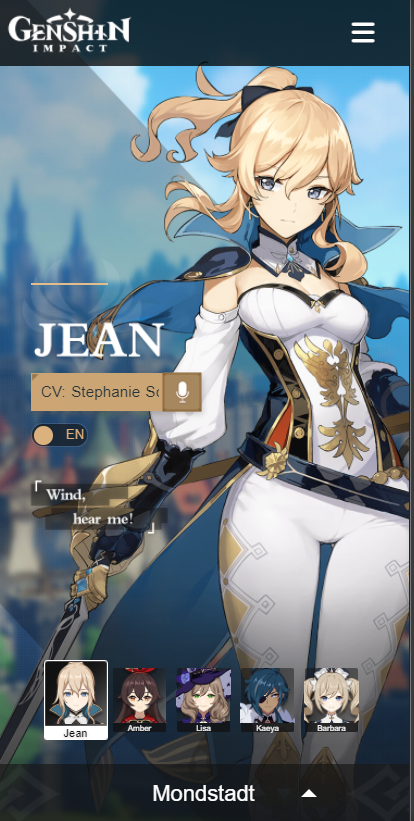 GENSHIN
IMPACT
JEAN
CV: Stephanie Sc
EN
「Wind,
hear me!」
Jean
Amber
Lisa
Kaeya
Barbara
Mondstadt